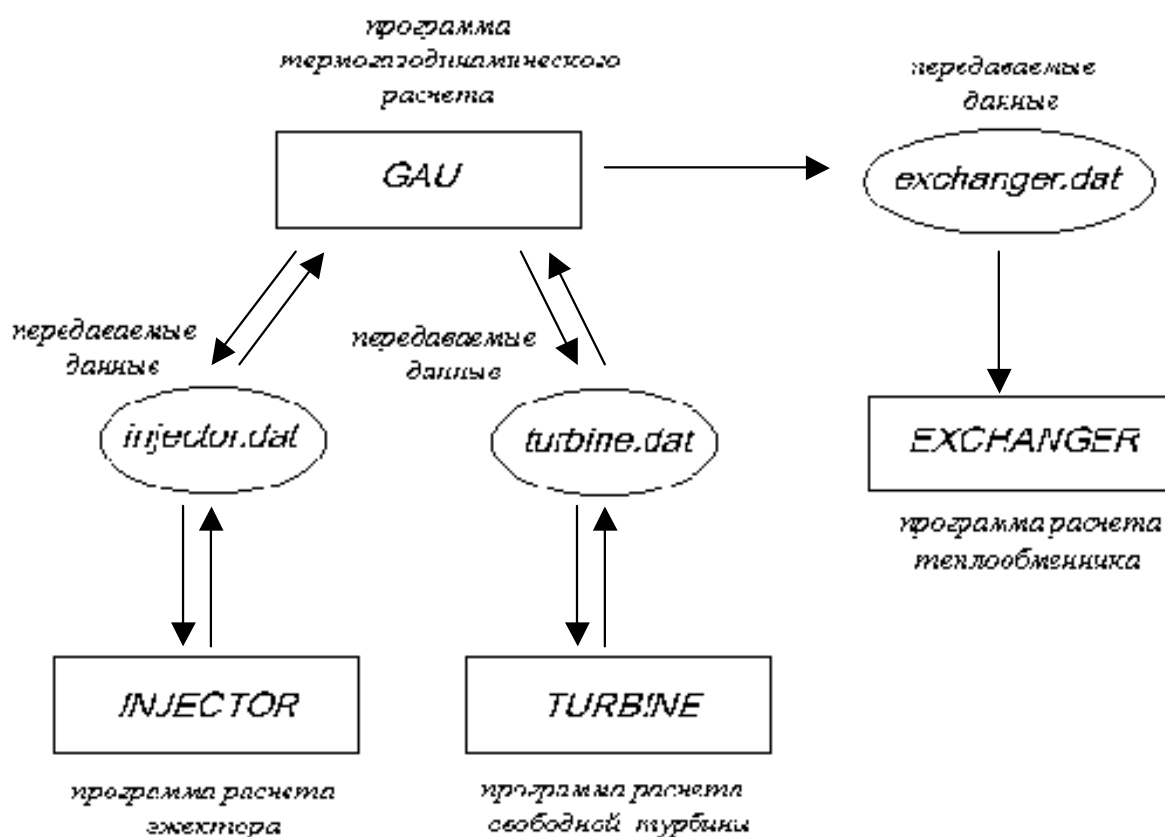 программа
термогазодинамического
расчета
передаваемые
данные
GAU
exchanger.dat
передаваемые
данные
передаваемые
данные
injector.dat
turbine.dat
EXCHANGER
программа расчета
теплообменника
INJECTOR
TURBINE
программа расчета
эжектора
программа расчета
свободной турбины